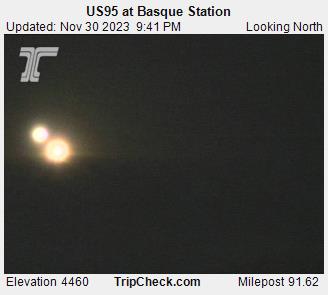 US95 at Basque Station
Updated: Nov 30 2023 9:41 PM Looking North
Elevation 4460 TripCheck.com Milepost 91.62